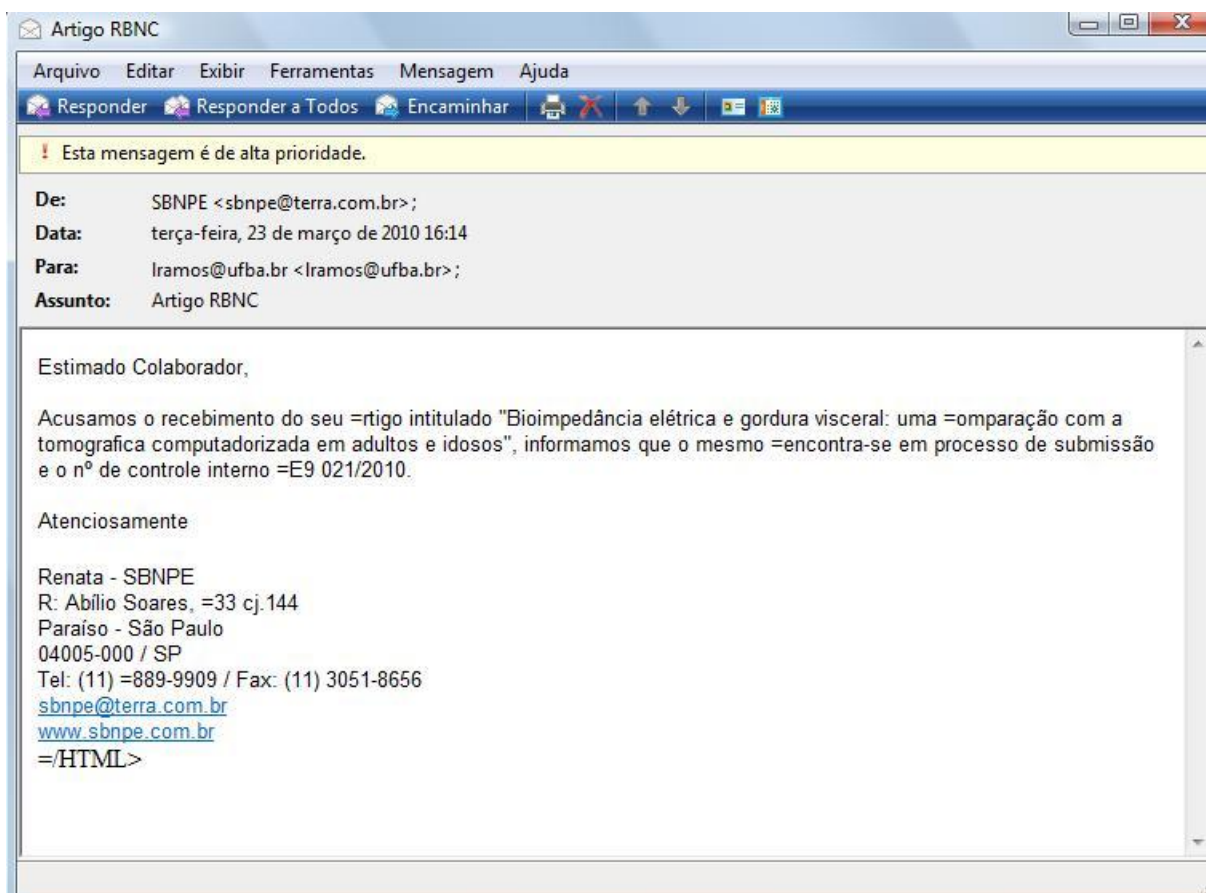 Artigo RBNC
Arquivo Editar Exibir Ferramentas Mensagem Ajuda
Responder Responder a Todos Encaminhar
! Esta mensagem é de alta prioridade.
De: SBNPE <sbnpe@terra.com.br>;
Data: terça-feira, 23 de março de 2010 16:14
Para: lramos@ufba.br <lramos@ufba.br>;
Assunto: Artigo RBNC
Estimado Colaborador,
Acusamos o recebimento do seu =rtigo intitulado "Bioimpedância elétrica e gordura visceral: uma =omparação com a
tomografica computadorizada em adultos e idosos", informamos que o mesmo =encontra-se em processo de submissão
e o nº de controle interno =E9 021/2010.
Atenciosamente
Renata - SBNPE
R: Abílio Soares, =33 cj.144
Paraíso - São Paulo
04005-000 / SP
Tel: (11) =889-9909 / Fax: (11) 3051-8656
sbnpe@terra.com.br
www.sbnpe.com.br
=/HTML>